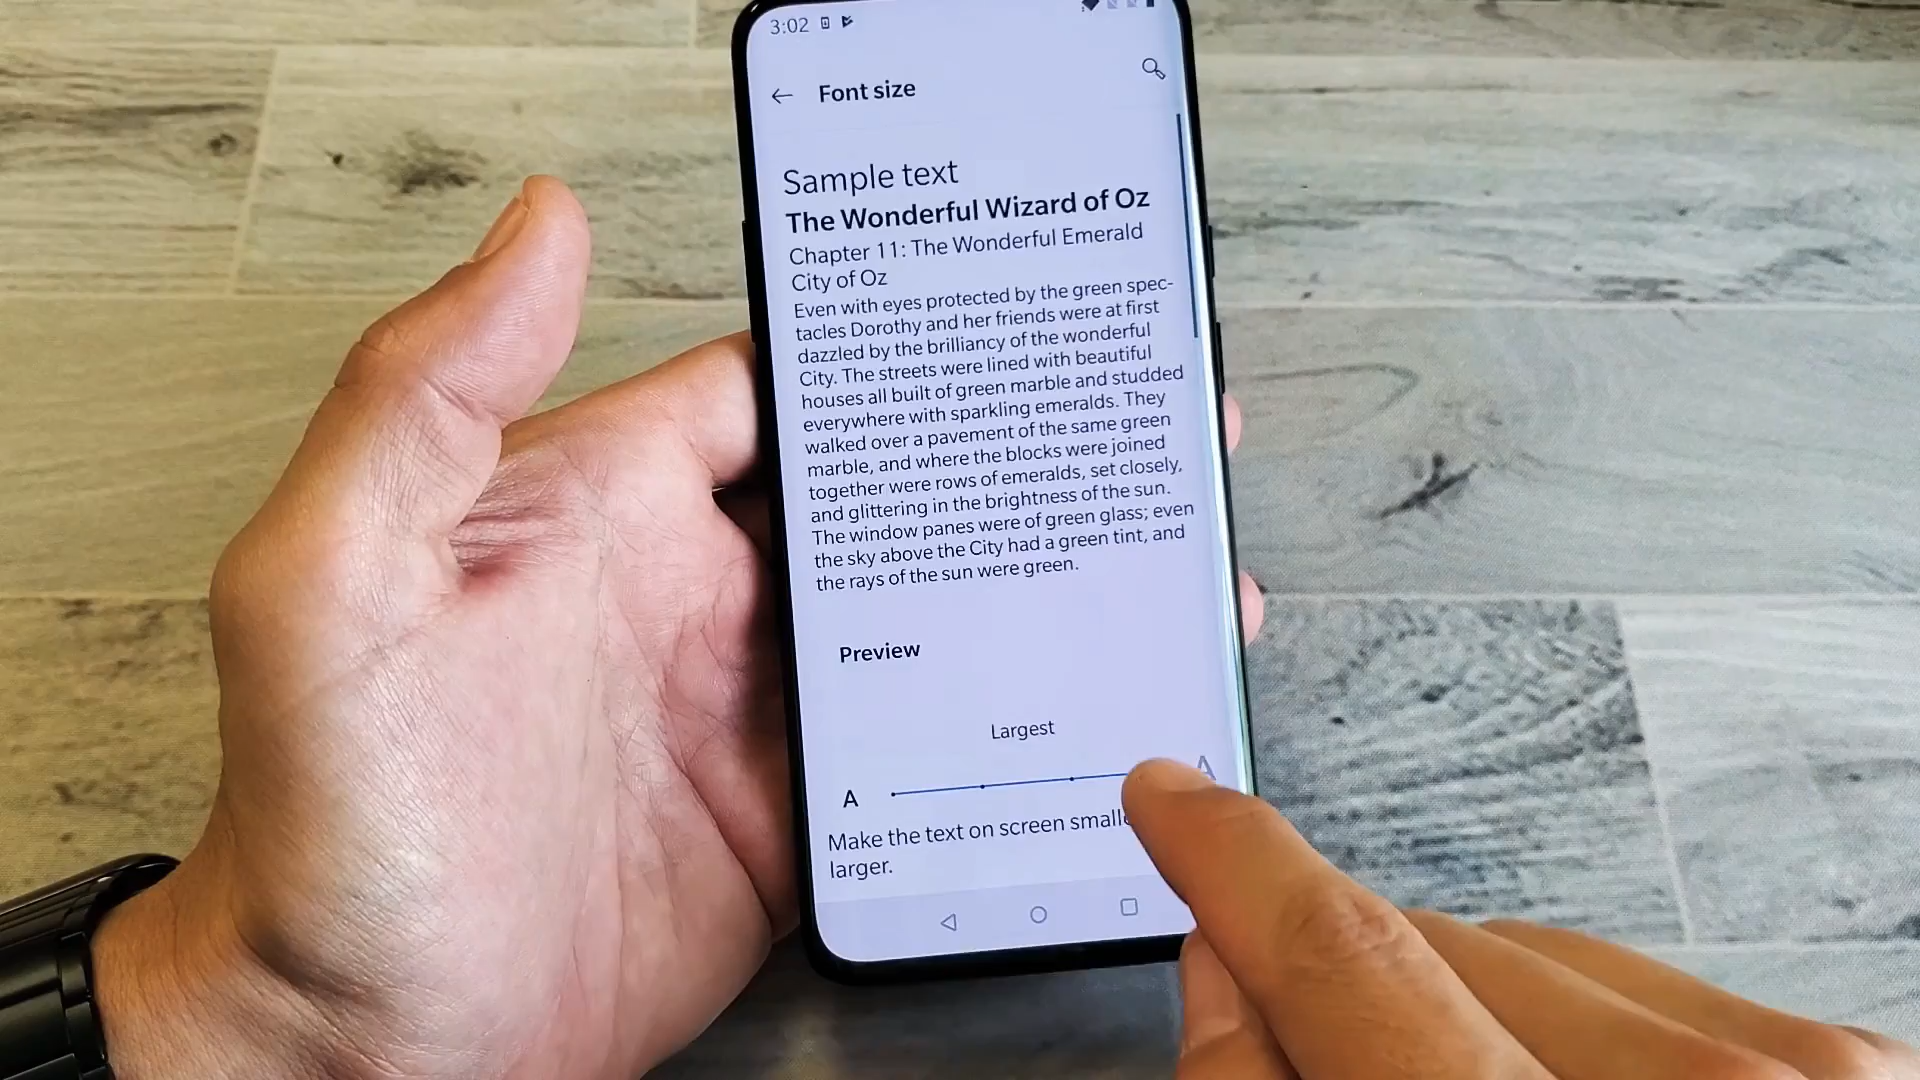 3:02
Font size
Sample text
The Wonderful Wizard of Oz
Chapter 11: The Wonderful Emerald
City of Oz
Even with eyes protected by the green spec-
tacles Dorothy and her friends were at first
dazzled by the brilliancy of the wonderful
City. The streets were lined with beautiful
houses all built of green marble and studded
everywhere with sparkling emeralds. They
walked over a pavement of the same green
marble, and where the blocks were joined
together were rows of emeralds, set closely,
and glittering in the brightness of the sun.
The window panes were of green glass; even
the sky above the City had a green tint, and
the rays of the sun were green.
Preview
Largest
A A
Make the text on screen
larger.